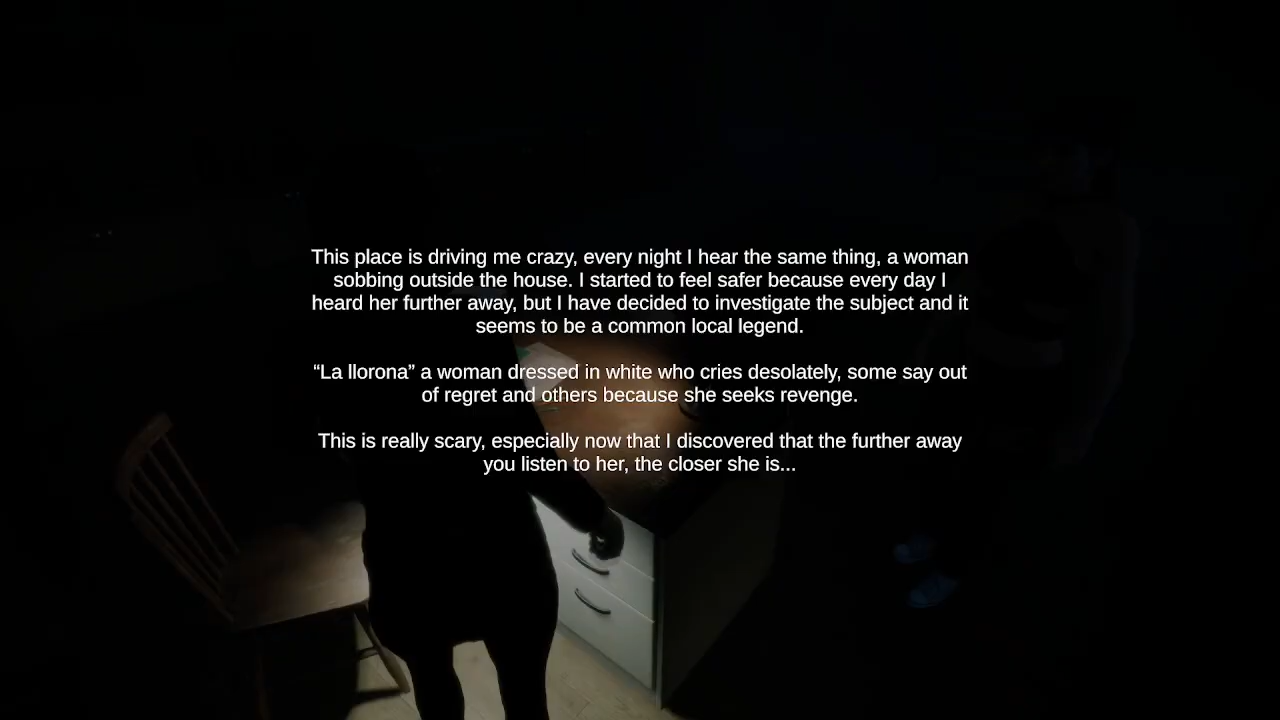 This place is driving me crazy, every night I hear the same thing, a woman
sobbing outside the house. I started to feel safer because every day I
heard her further away, but I have decided to investigate the subject and it
seems to be a common local legend.
“La llorona” a woman dressed in white who cries desolately, some say out
of regret and others because she seeks revenge.
This is really scary, especially now that I discovered that the further away
you listen to her, the closer she is...